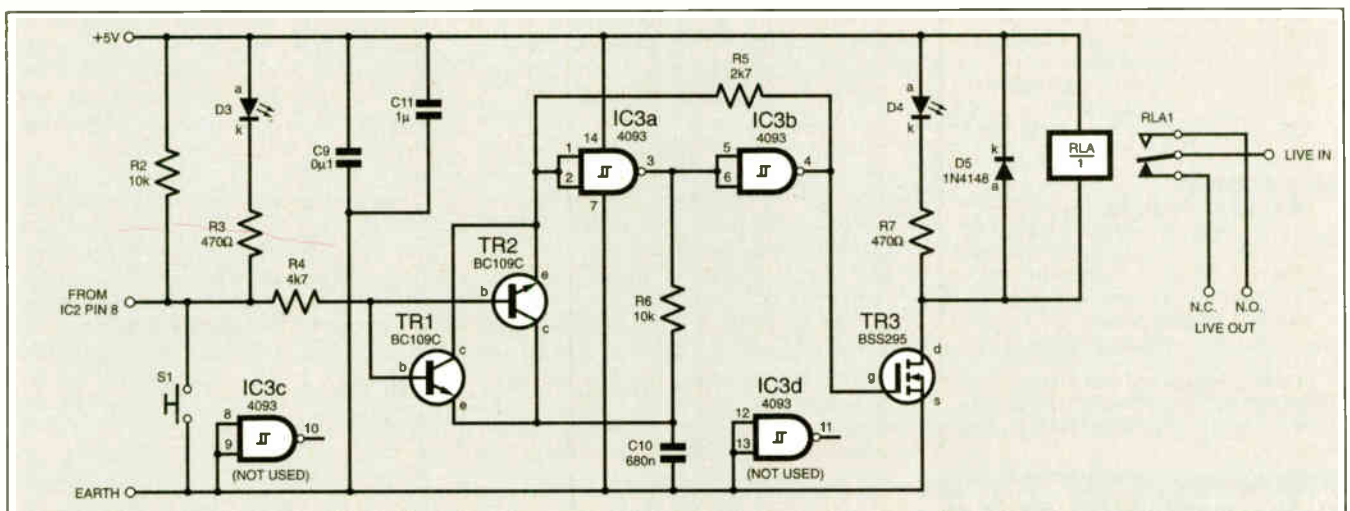 +5V
R2
10k
a
D3
k
R3
470Ω
R4
4k7
C9
0μ1
C11
1μ
R5
2k7
IC3a
4093
14
1
2
3
7
IC3b
4093
5
6
4
a
D4
k
R7
470Ω
k
D5
1N4148
a
RLA
1
RLA1
LIVE IN
N.C.
N.O.
LIVE OUT
FROM
IC2 PIN 8
TR2
BC109C
e
b
c
TR1
BC109C
c
b
e
R6
10k
C10
680n
TR3
BSS295
d
g
s
S1
IC3c
4093
8
9
10
(NOT USED)
IC3d
4093
12
13
11
(NOT USED)
EARTH